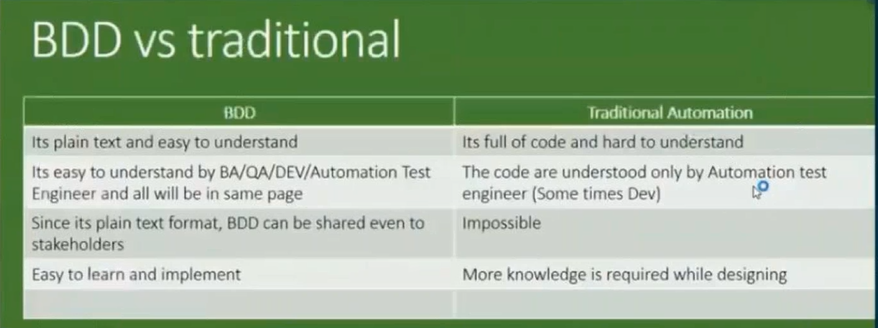 BDD vs traditional
BDD
Traditional Automation
Its plain text and easy to understand
Its full of code and hard to understand
Its easy to understand by BA/QA/DEV/Automation Test
Engineer and all will be in same page
The code are understood only by Automation test
engineer (Some times Dev)
Since its plain text format, BDD can be shared even to
stakeholders
Impossible
Easy to learn and implement
More knowledge is required while designing